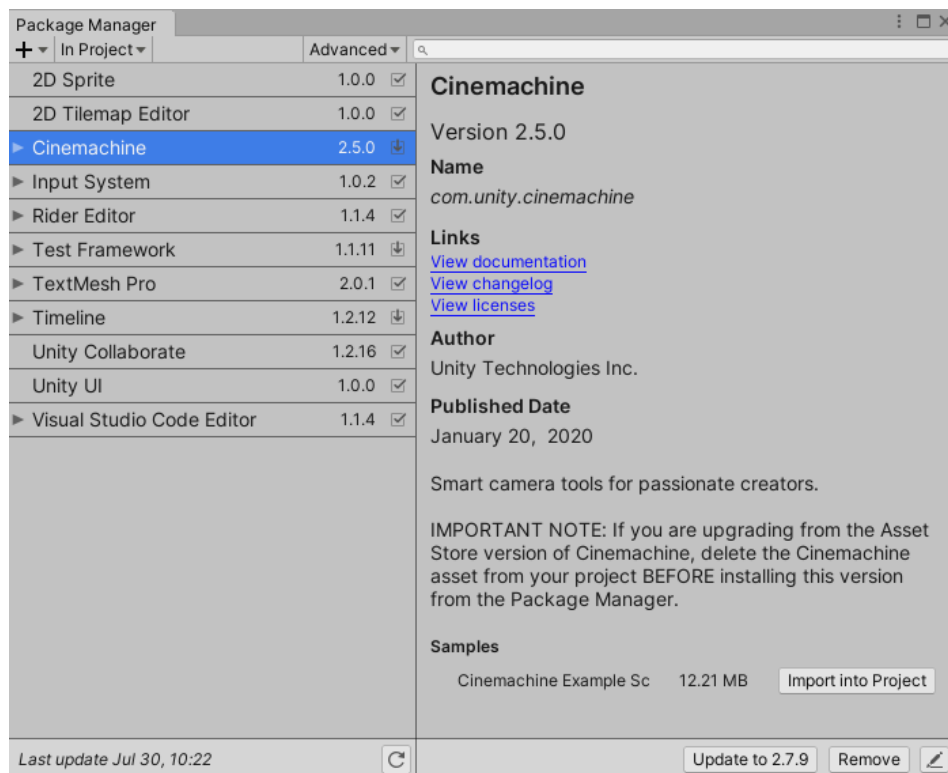 Package Manager
In Project
Advanced
2D Sprite 1.0.0
2D Tilemap Editor 1.0.0
Cinemachine 2.5.0
Input System 1.0.2
Rider Editor 1.1.4
Test Framework 1.1.11
TextMesh Pro 2.0.1
Timeline 1.2.12
Unity Collaborate 1.2.16
Unity UI 1.0.0
Visual Studio Code Editor 1.1.4
Last update Jul 30, 10:22
Cinemachine
Version 2.5.0
Name
com.unity.cinemachine
Links
View documentation
View changelog
View licenses
Author
Unity Technologies Inc.
Published Date
January 20, 2020
Smart camera tools for passionate creators.
IMPORTANT NOTE: If you are upgrading from the Asset
Store version of Cinemachine, delete the Cinemachine
asset from your project BEFORE installing this version
from the Package Manager.
Samples
Cinemachine Example Sc 12.21 MB Import into Project
Update to 2.7.9 Remove